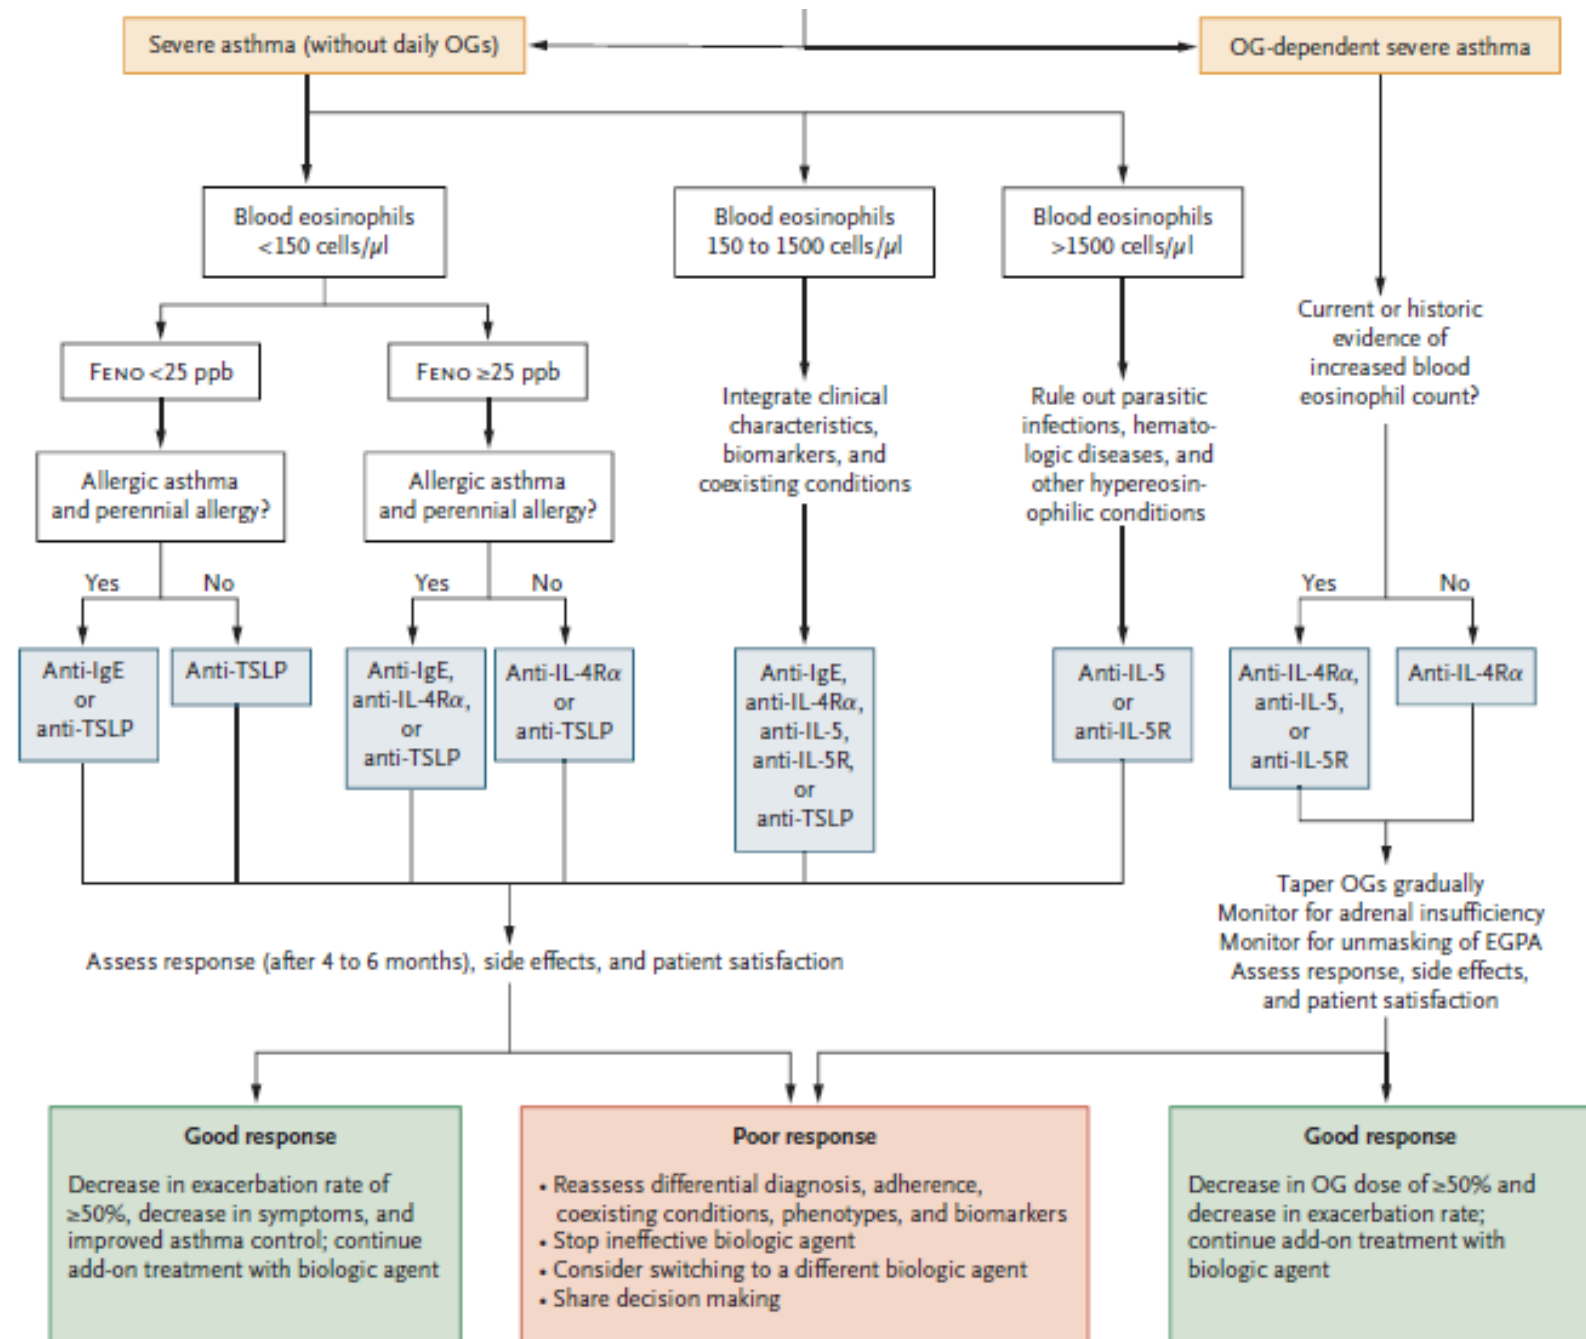 Severe asthma (without daily OGs)
OG-dependent severe asthma
Blood eosinophils
<150 cells/μl
Blood eosinophils
150 to 1500 cells/μl
Blood eosinophils
>1500 cells/μl
Current or historic
evidence of
increased blood
eosinophil count?
FENO <25 ppb
FENO ≥25 ppb
Integrate clinical
characteristics,
biomarkers, and
coexisting conditions
Rule out parasitic
infections, hemato-
logic diseases, and
other hypereosin-
ophilic conditions
Allergic asthma
and perennial allergy?
Allergic asthma
and perennial allergy?
Yes
No
Yes
No
Yes
No
Anti-IgE
or
anti-TSLP
Anti-TSLP
Anti-IgE,
anti-IL-4Rα,
or
anti-TSLP
Anti-IL-4Rα
or
anti-TSLP
Anti-IgE,
anti-IL-4Rα,
anti-IL-5,
anti-IL-5R,
or
anti-TSLP
Anti-IL-5
or
anti-IL-5R
Anti-IL-4Rα,
anti-IL-5,
or
anti-IL-5R
Anti-IL-4Rα
Assess response (after 4 to 6 months), side effects, and patient satisfaction
Taper OGs gradually
Monitor for adrenal insufficiency
Monitor for unmasking of EGPA
Assess response, side effects,
and patient satisfaction
Good response
Decrease in exacerbation rate of
≥50%, decrease in symptoms, and
improved asthma control; continue
add-on treatment with biologic agent
Poor response
• Reassess differential diagnosis, adherence,
coexisting conditions, phenotypes, and biomarkers
• Stop ineffective biologic agent
• Consider switching to a different biologic agent
• Share decision making
Good response
Decrease in OG dose of ≥50% and
decrease in exacerbation rate;
continue add-on treatment with
biologic agent